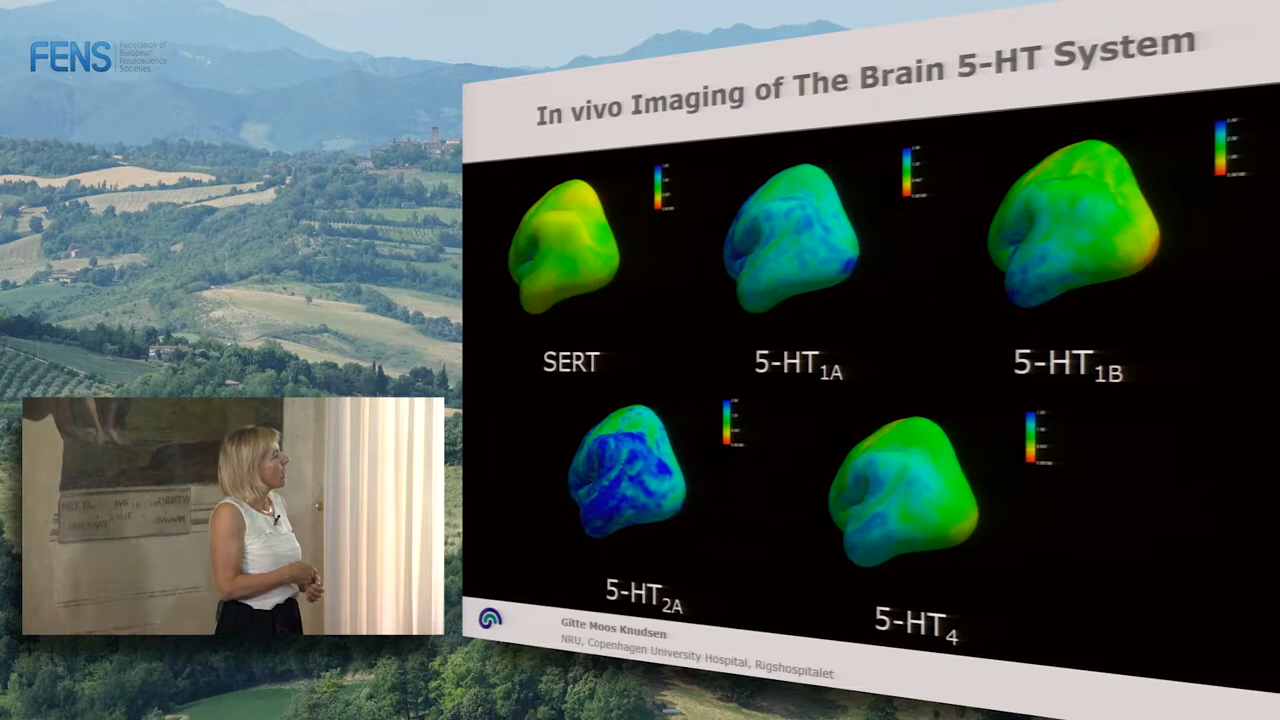 FENS
Federation of
European
Neuroscience
Societies
In vivo Imaging of The Brain 5-HT System
SERT
5-HT1A
5-HT1B
5-HT2A
5-HT4
Gitte Moos Knudsen
NRU, Copenhagen University Hospital, Rigshospitalet